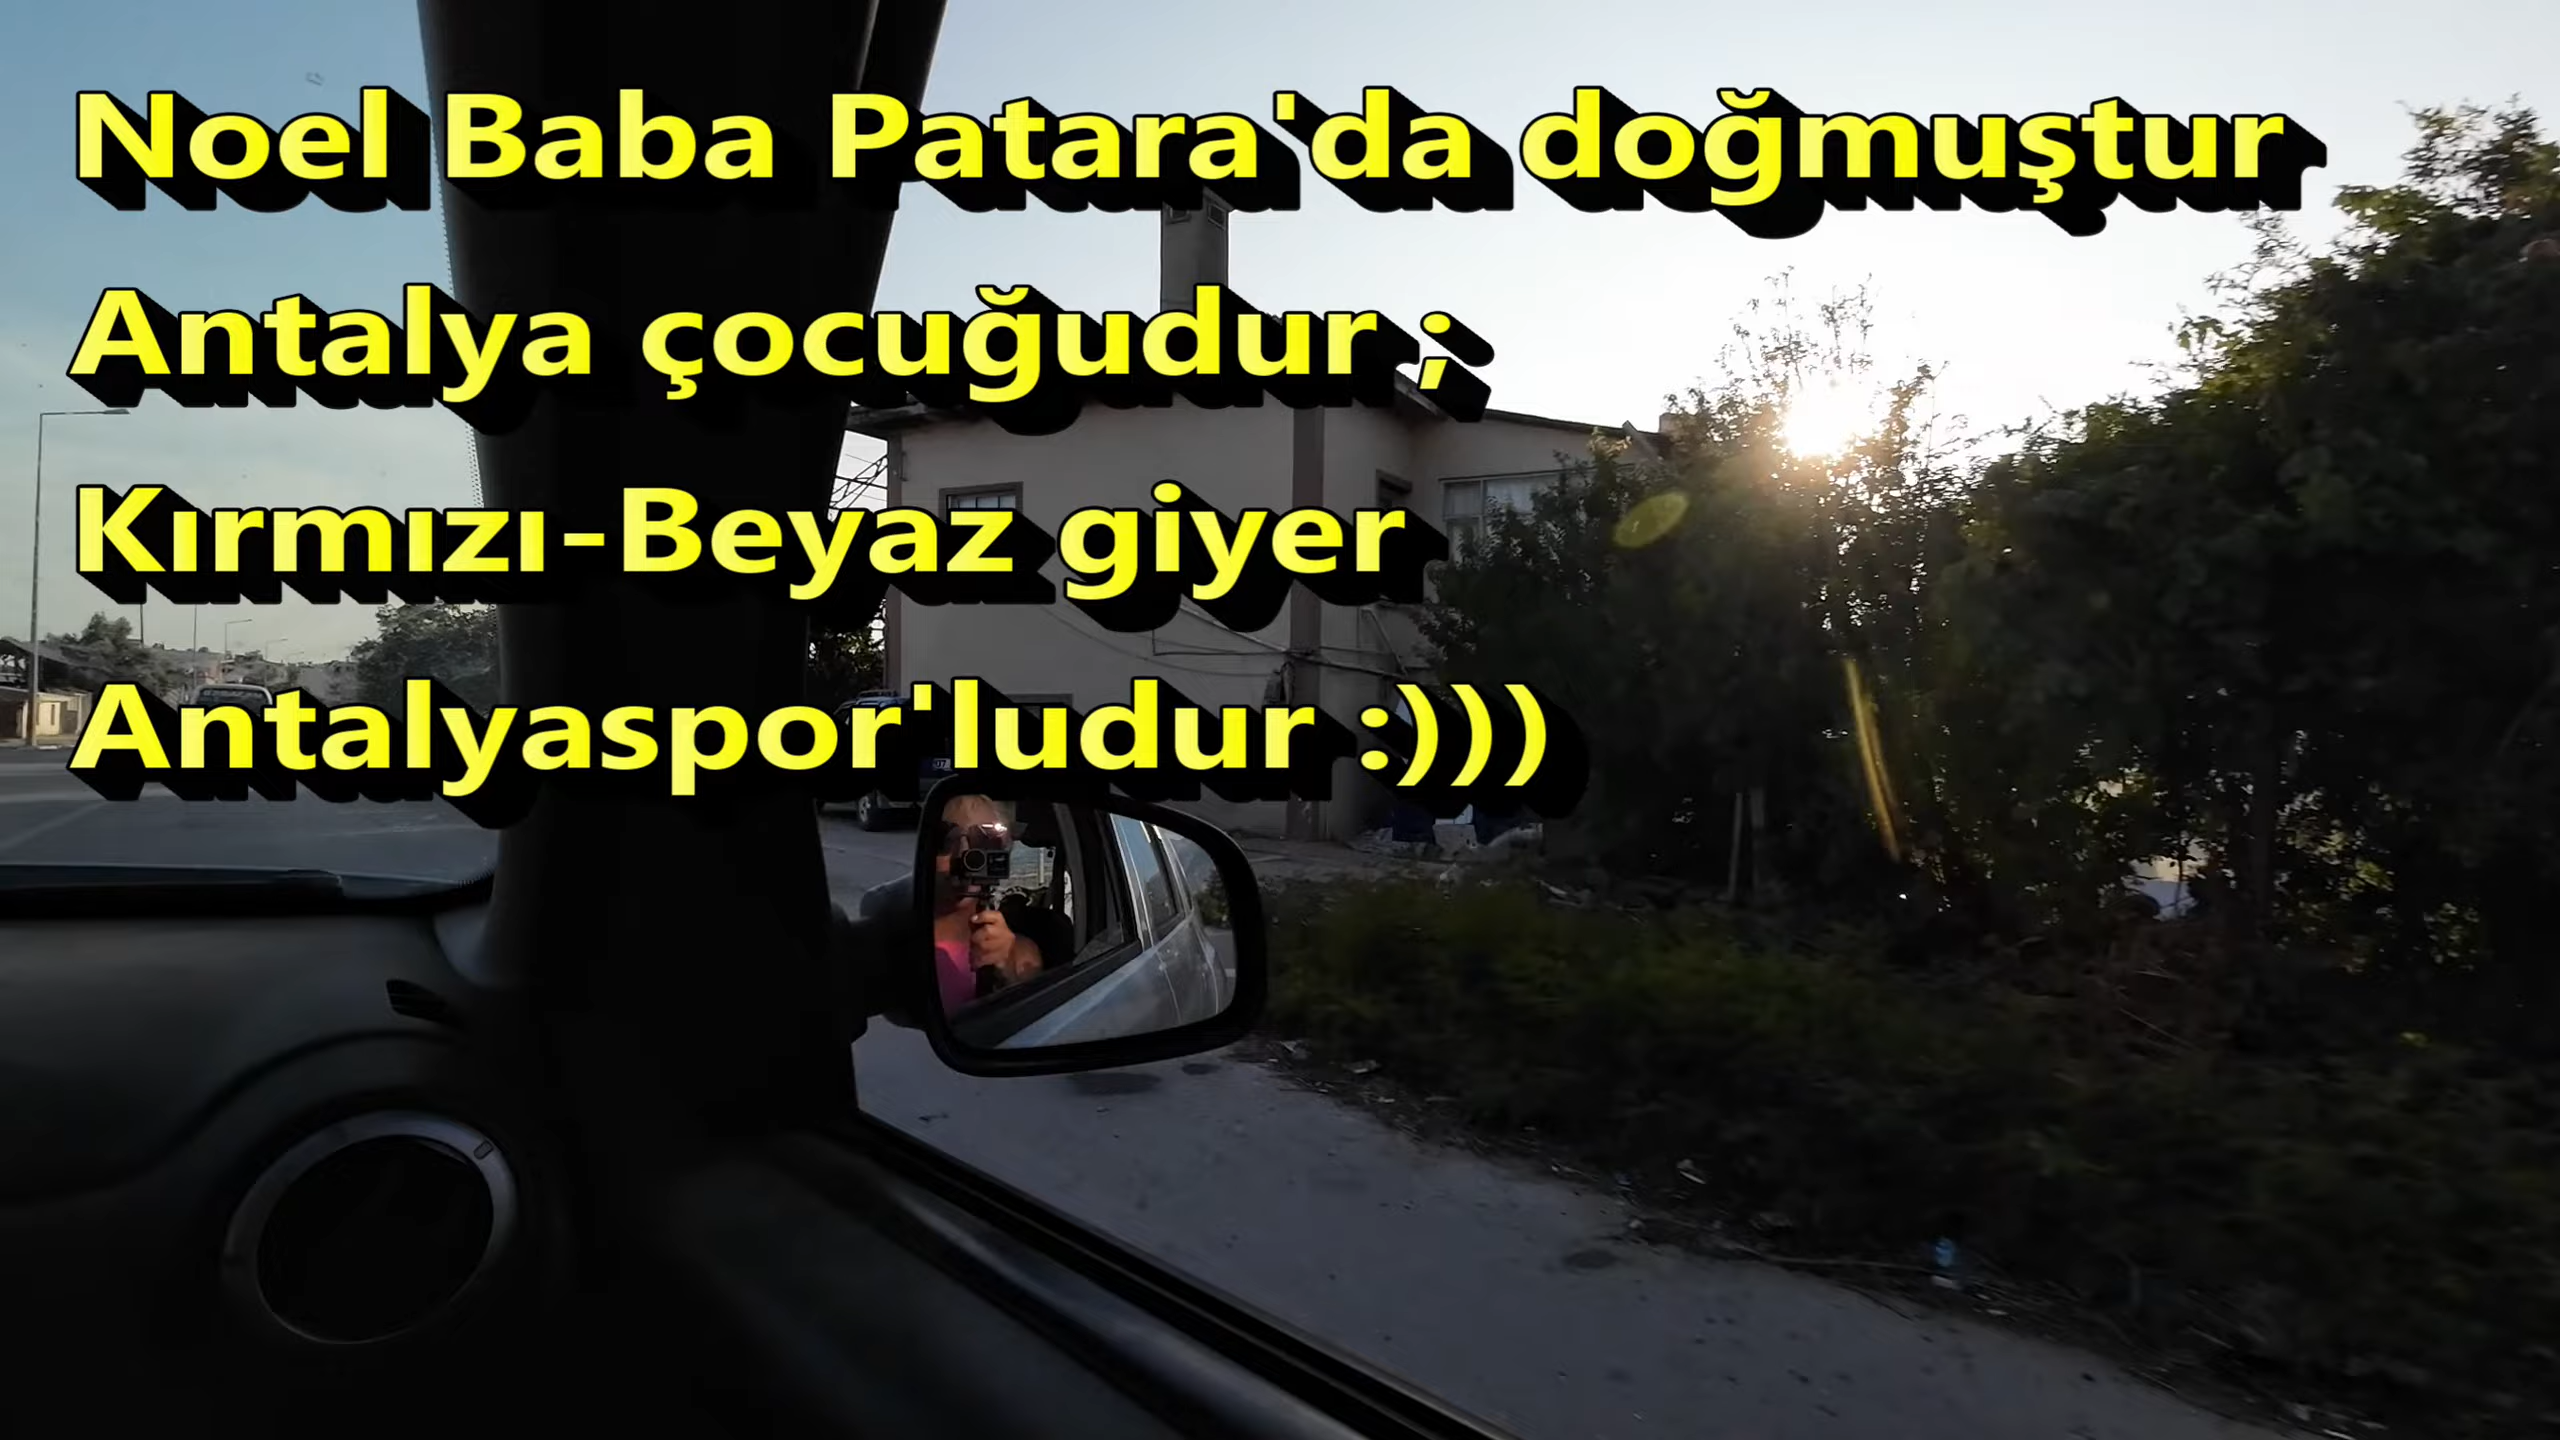 Noel Baba Patara'da doğmuştur
Antalya çocuğudur ;
Kırmızı-Beyaz giyer
Antalyaspor'ludur :)))